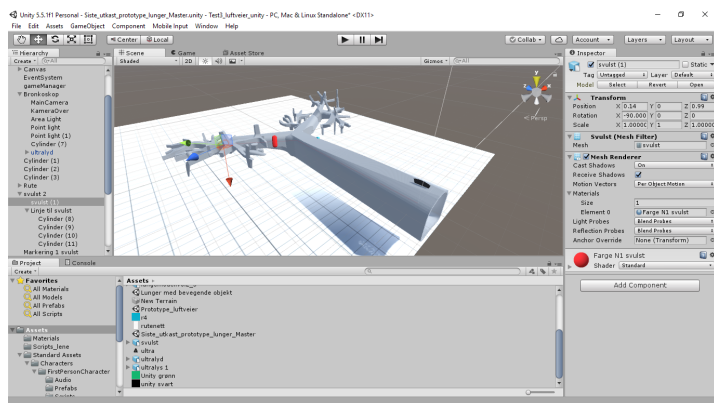 Unity 5.5.1f1 Personal - Siste_utkast_prototype_lunger_Master.unity - Test3_luftveier_unity - PC, Mac & Linux Standalone* <DX11>
File Edit Assets GameObject Component Mobile Input Window Help
Center Local Collab Account Layers Layout
Hierarchy Scene Game Asset Store Inspector
Create All Shaded 2D Gizmos All svulst (1) Static
Canvas
EventSystem
gameManager
Bronkoskop
MainCamera
KameraOver
Area Light
Point light
Point light (1)
Cylinder (7)
ultralyd
Cylinder (1)
Cylinder (2)
Cylinder (3)
Rute
svulst 2
svulst (1)
Linje til svulst
Cylinder (8)
Cylinder (9)
Cylinder (10)
Cylinder (11)
Markering 1 svulst
y
Persp
Tag Untagged Layer Default
Model Select Revert Open
Transform
Position X 0.14 Y 0 Z 0.99
Rotation X -90.000 Y 0 Z 0
Scale X 1.0000 Y 1 Z 1.0000
Svulst (Mesh Filter)
Mesh svulst
Mesh Renderer
Cast Shadows On
Receive Shadows
Motion Vectors Per Object Motion
Materials
Size 1
Element 0 Farge N1 svulst
Light Probes Blend Probes
Reflection Probes Blend Probes
Anchor Override None (Transform)
Farge N1 svulst
Shader Standard
Add Component
Project Console
Create
Favorites
All Materials
All Models
All Prefabs
All Scripts
Assets
Materials
Scripts_lene
Standard Assets
Characters
FirstPersonCharacter
Audio
Prefabs
Assets
Lunger med bevegende objekt
New Terrain
Prototype_luftveier
r4
rutenett
Siste_utkast_prototype_lunger_Master
svulst
ultra
ultralyd
ultralys 1
Unity grønn
unity svart